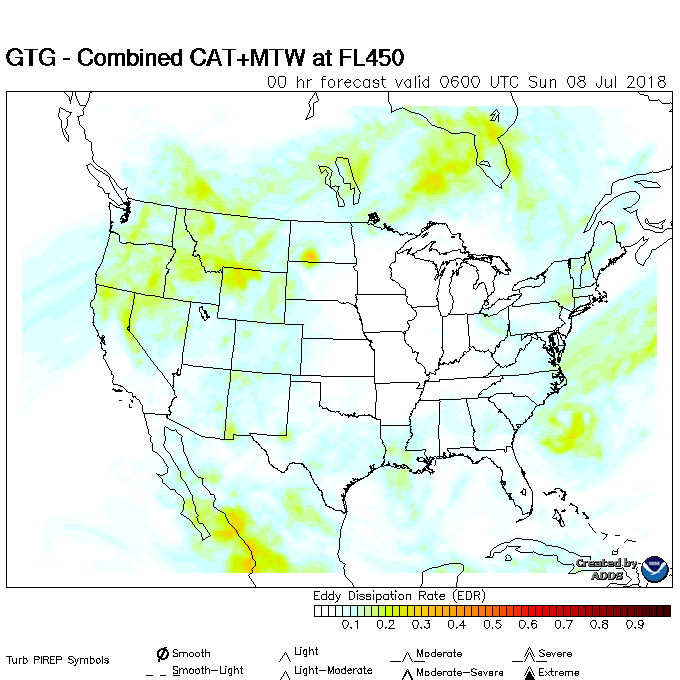 GTG - Combined CAT+MTW at FL450
00 hr forecast valid 0600 UTC Sun 08 Jul 2018
Created by
ADDS
Eddy Dissipation Rate (EDR)
0.1 0.2 0.3 0.4 0.5 0.6 0.7 0.8 0.9
Turb PIREP Symbols
Smooth Light Moderate Severe
Smooth-Light Light-Moderate Moderate-Severe Extreme